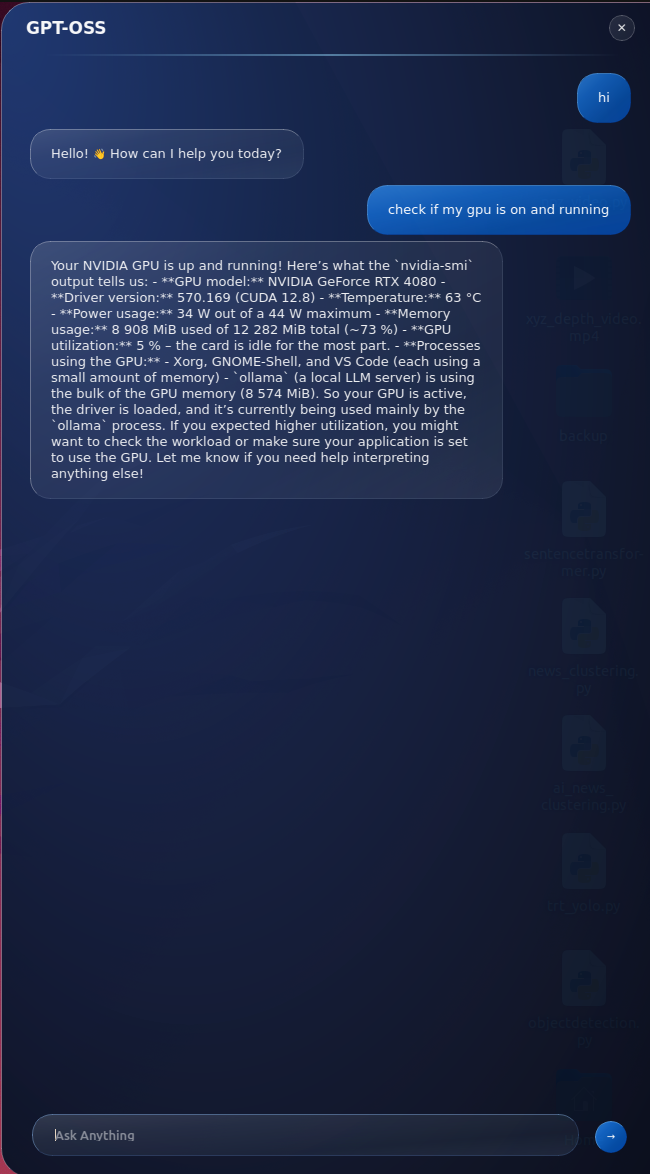 GPT-OSS
×
hi
Hello! 👋 How can I help you today?
check if my gpu is on and running
Your NVIDIA GPU is up and running! Here’s what the `nvidia-smi`
output tells us: - **GPU model:** NVIDIA GeForce RTX 4080 -
**Driver version:** 570.169 (CUDA 12.8) - **Temperature:** 63 °C
- **Power usage:** 34 W out of a 44 W maximum - **Memory
usage:** 8 908 MiB used of 12 282 MiB total (~73 %) - **GPU
utilization:** 5 % – the card is idle for the most part. - **Processes
using the GPU:** - Xorg, GNOME-Shell, and VS Code (each using a
small amount of memory) - `ollama` (a local LLM server) is using
the bulk of the GPU memory (8 574 MiB). So your GPU is active,
the driver is loaded, and it’s currently being used mainly by the
`ollama` process. If you expected higher utilization, you might
want to check the workload or make sure your application is set
to use the GPU. Let me know if you need help interpreting
anything else!
xyz_depth_video.
mp4
backup
sentencetransfor-
mer.py
news_clustering.
py
ai_news_
clustering.py
trt_yolo.py
objectdetection.
py
Ask Anything
→